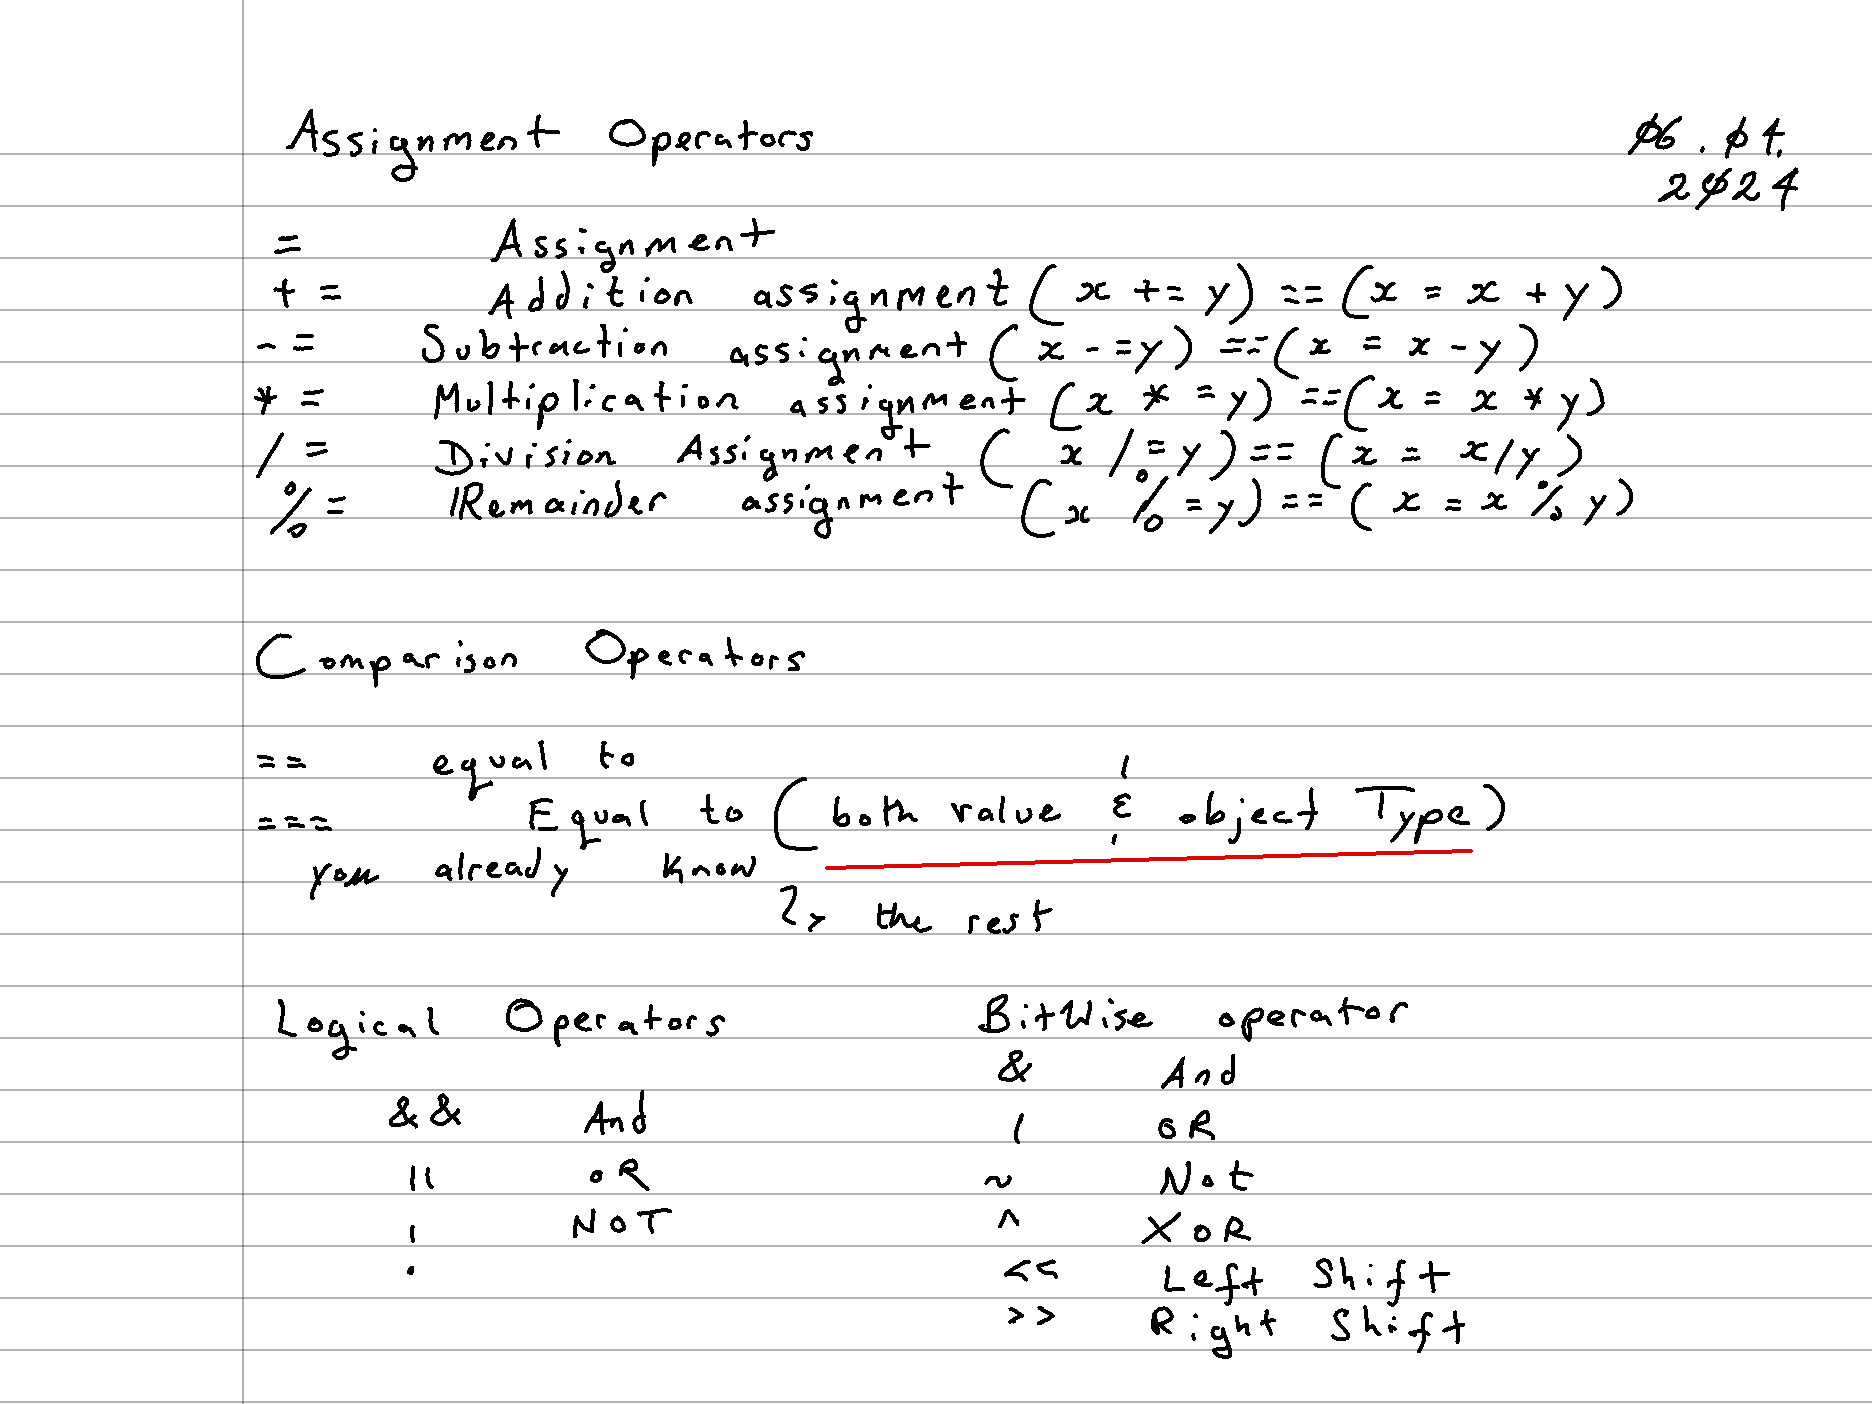 Assignment Operators
06.04.
2024
= Assignment
+= Addition assignment (x += y) == (x = x + y)
-= Subtraction assignment (x -= y) == (x = x - y)
*= Multiplication assignment (x *= y) == (x = x * y)
/= Division Assignment (x /= y) == (x = x/y)
%= Remainder assignment (x %= y) == (x = x % y)
Comparison Operators
== equal to
=== Equal to (both value & object Type)
you already know
the rest
Logical Operators
&& And
|| OR
! NOT
BitWise operator
& And
| OR
~ Not
^ XOR
<< Left Shift
>> Right Shift